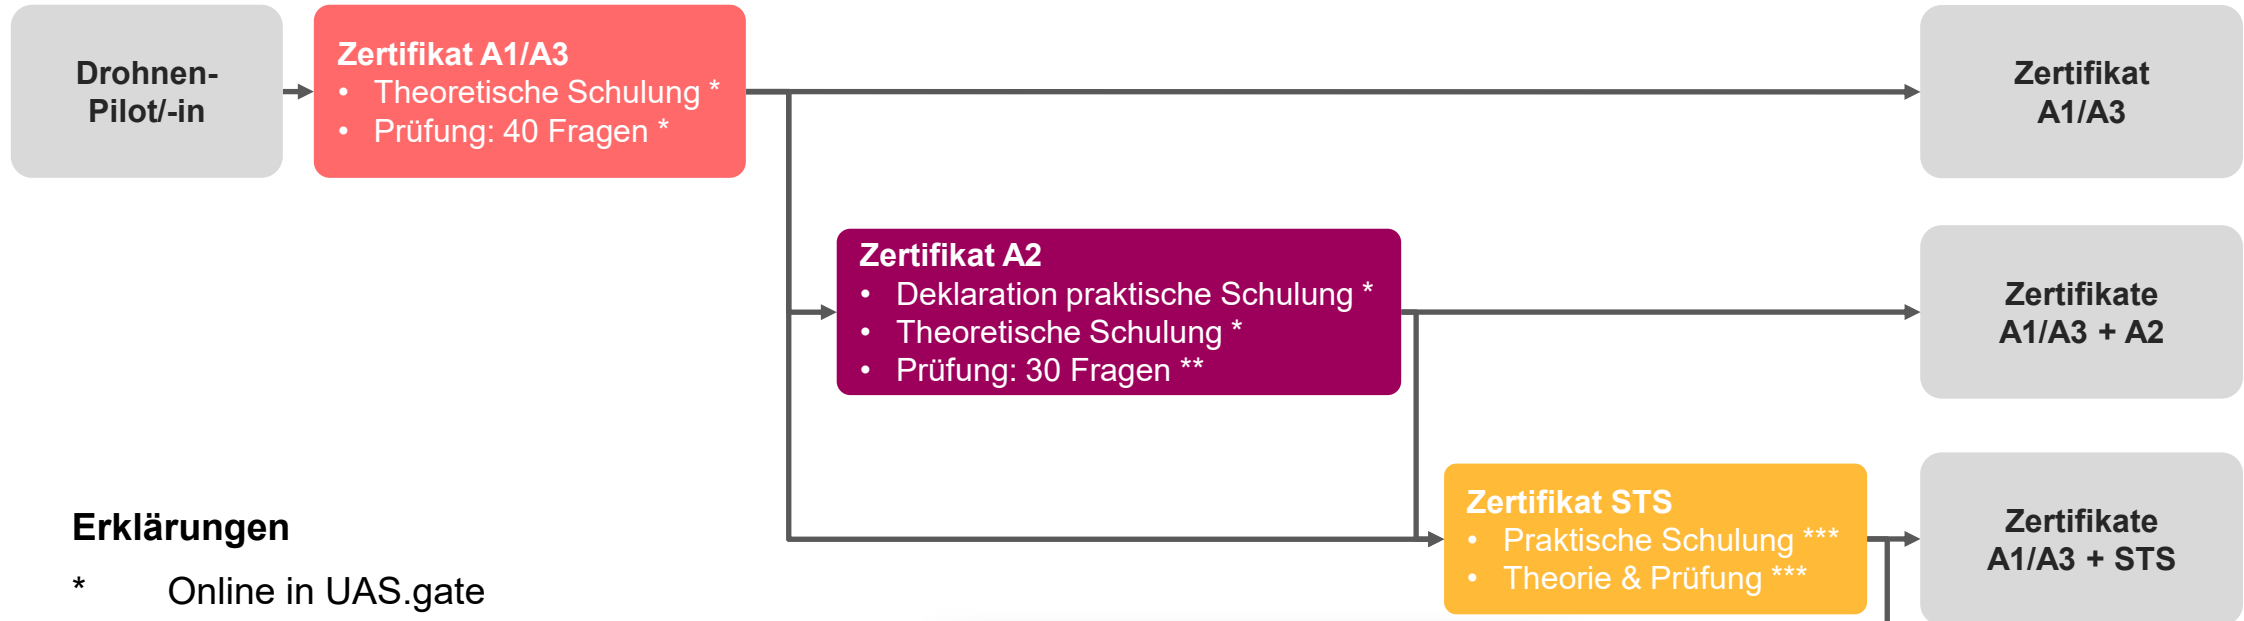 Drohnen-
Pilot/-in
Zertifikat A1/A3
• Theoretische Schulung *
• Prüfung: 40 Fragen *
Zertifikat
A1/A3
Zertifikat A2
• Deklaration praktische Schulung *
• Theoretische Schulung *
• Prüfung: 30 Fragen **
Zertifikate
A1/A3 + A2
Zertifikat STS
• Praktische Schulung ***
• Theorie & Prüfung ***
Zertifikate
A1/A3 + STS
Erklärungen
* Online in UAS.gate